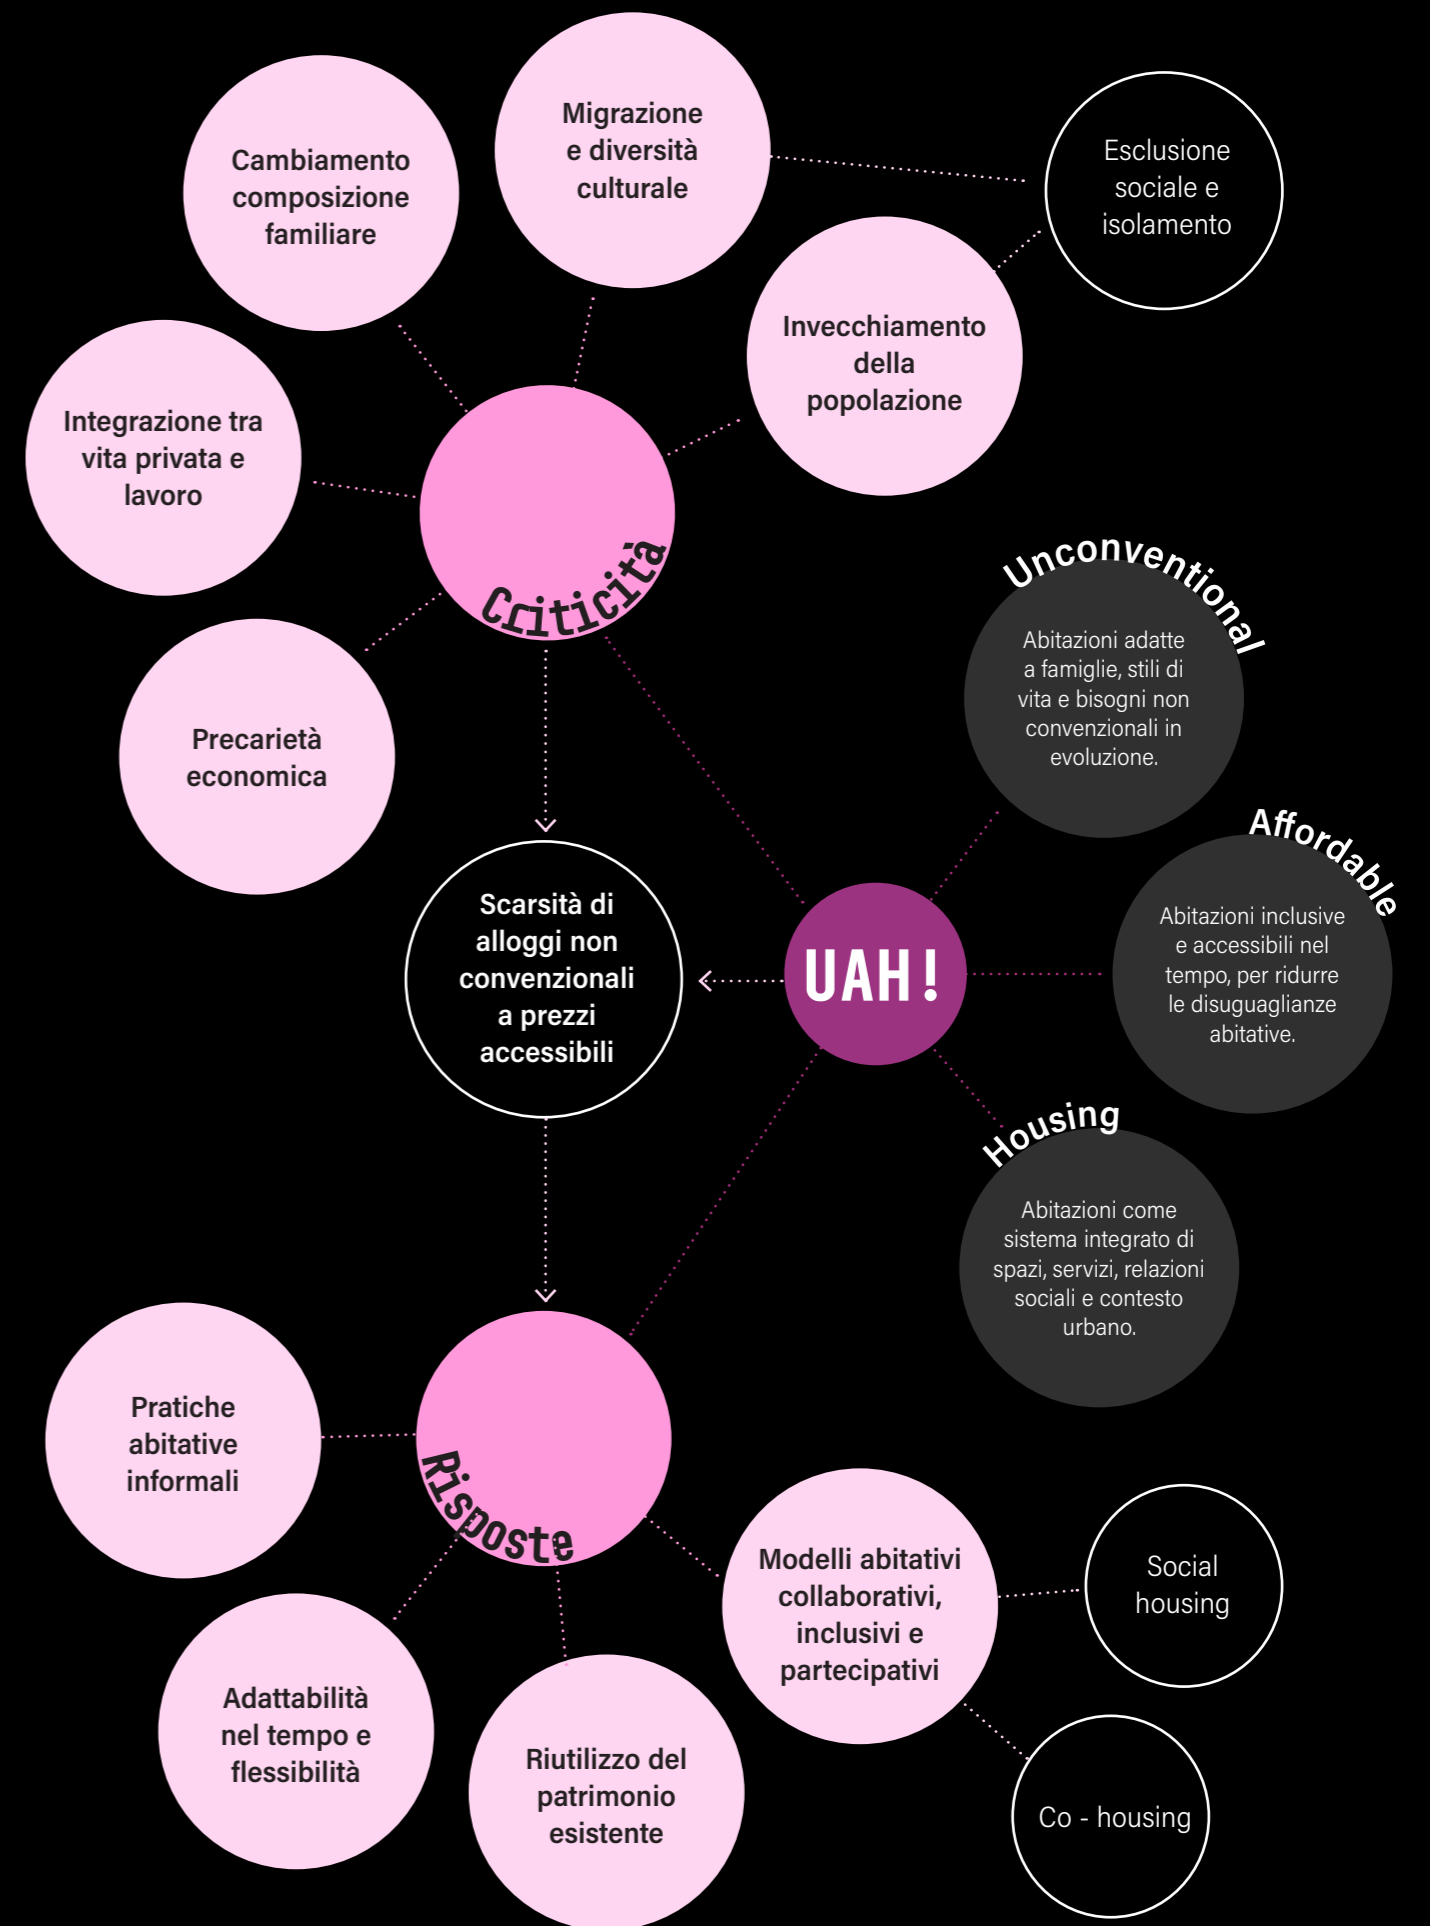 Cambiamento
composizione
familiare
Migrazione
e diversità
culturale
Esclusione
sociale e
isolamento
Invecchiamento
della
popolazione
Integrazione tra
vita privata e
lavoro
Criticità
Precarietà
economica
Unconventional
Abitazioni adatte
a famiglie, stili di
vita e bisogni non
convenzionali in
evoluzione.
Affordable
Abitazioni inclusive
e accessibili nel
tempo, per ridurre
le disuguaglianze
abitative.
Scarsità di
alloggi non
convenzionali
a prezzi
accessibili
UAH!
Housing
Abitazioni come
sistema integrato di
spazi, servizi, relazioni
sociali e contesto
urbano.
Pratiche
abitative
informali
Risposte
Modelli abitativi
collaborativi,
inclusivi e
partecipativi
Social
housing
Adattabilità
nel tempo e
flessibilità
Riutilizzo del
patrimonio
esistente
Co - housing